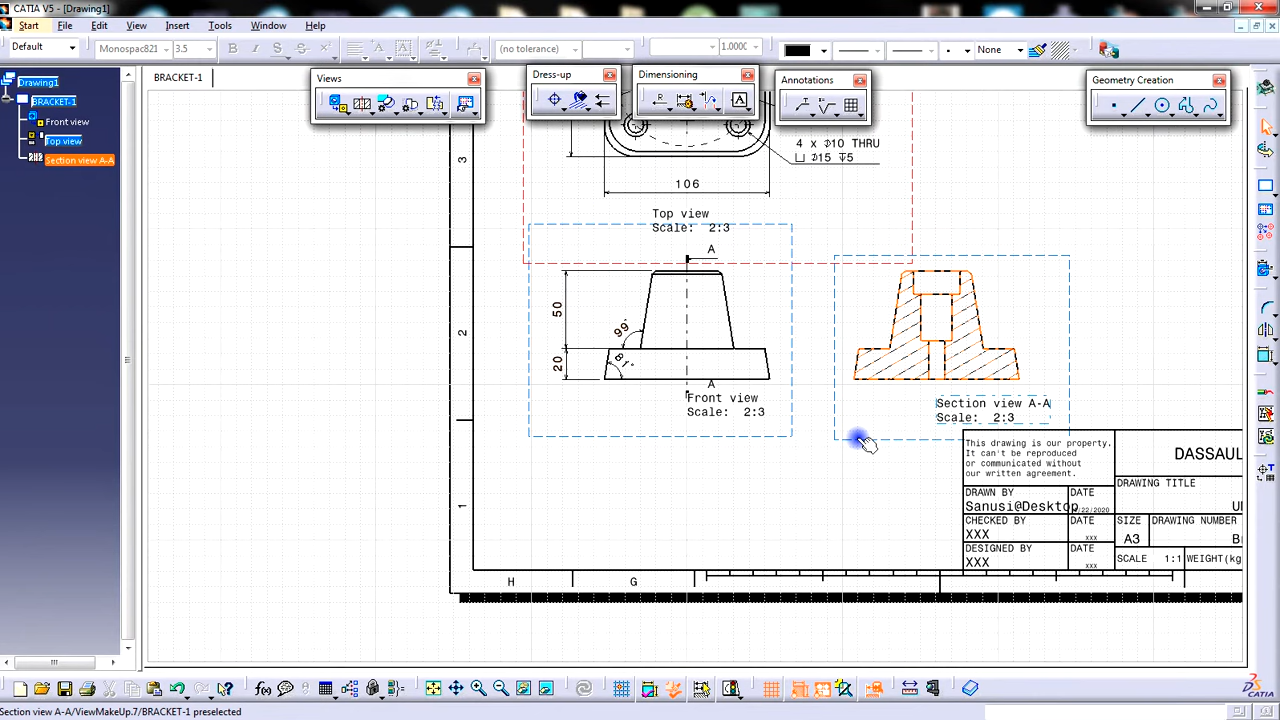 CATIA V5 - [Drawing1]
Start File Edit View Insert Tools Window Help
Default Monospac821 3.5 B I S (no tolerance) 1.0000 None
Drawing1
BRACKET-1
Front view
Top view
Section view A-A
BRACKET-1
Views
Dress-up
Dimensioning
Annotations
Geometry Creation
3
4 x Ø10 THRU
⌴ Ø15 ↧5
106
Top view
Scale: 2:3
A
50
99°
2
20
81°
A
Front view
Scale: 2:3
Section view A-A
Scale: 2:3
This drawing is our property.
It can't be reproduced
or communicated without
our written agreement.
DASSAUL
DRAWING TITLE
DRAWN BY DATE
Sanusi@Desktop /22/2020
CHECKED BY DATE
XXX xxx
SIZE DRAWING NUMBER
A3
DESIGNED BY DATE
XXX xxx
SCALE 1:1 WEIGHT(kg
1
H G
f(x)
Section view A-A/ViewMakeUp.7/BRACKET-1 preselected
CATIA